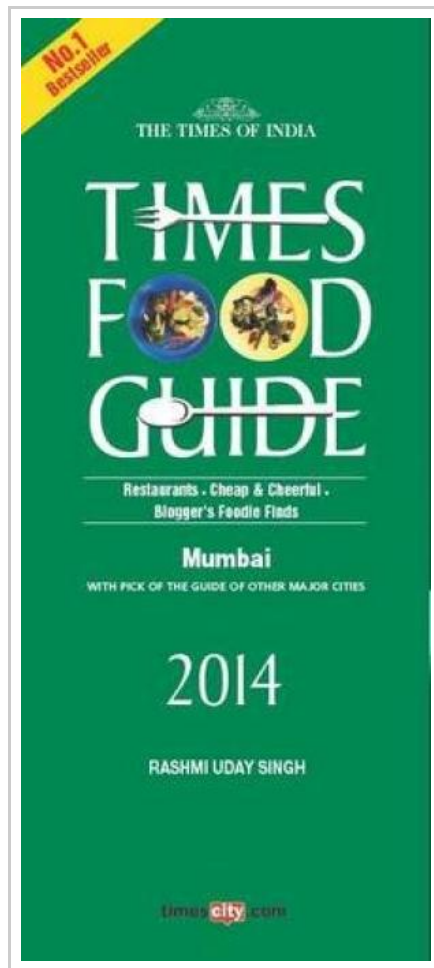 No.1
Bestseller
THE TIMES OF INDIA
TIMES
FOOD
GUIDE
Restaurants . Cheap & Cheerful .
Blogger's Foodie Finds
Mumbai
WITH PICK OF THE GUIDE OF OTHER MAJOR CITIES
2014
RASHMI UDAY SINGH
timescity.com